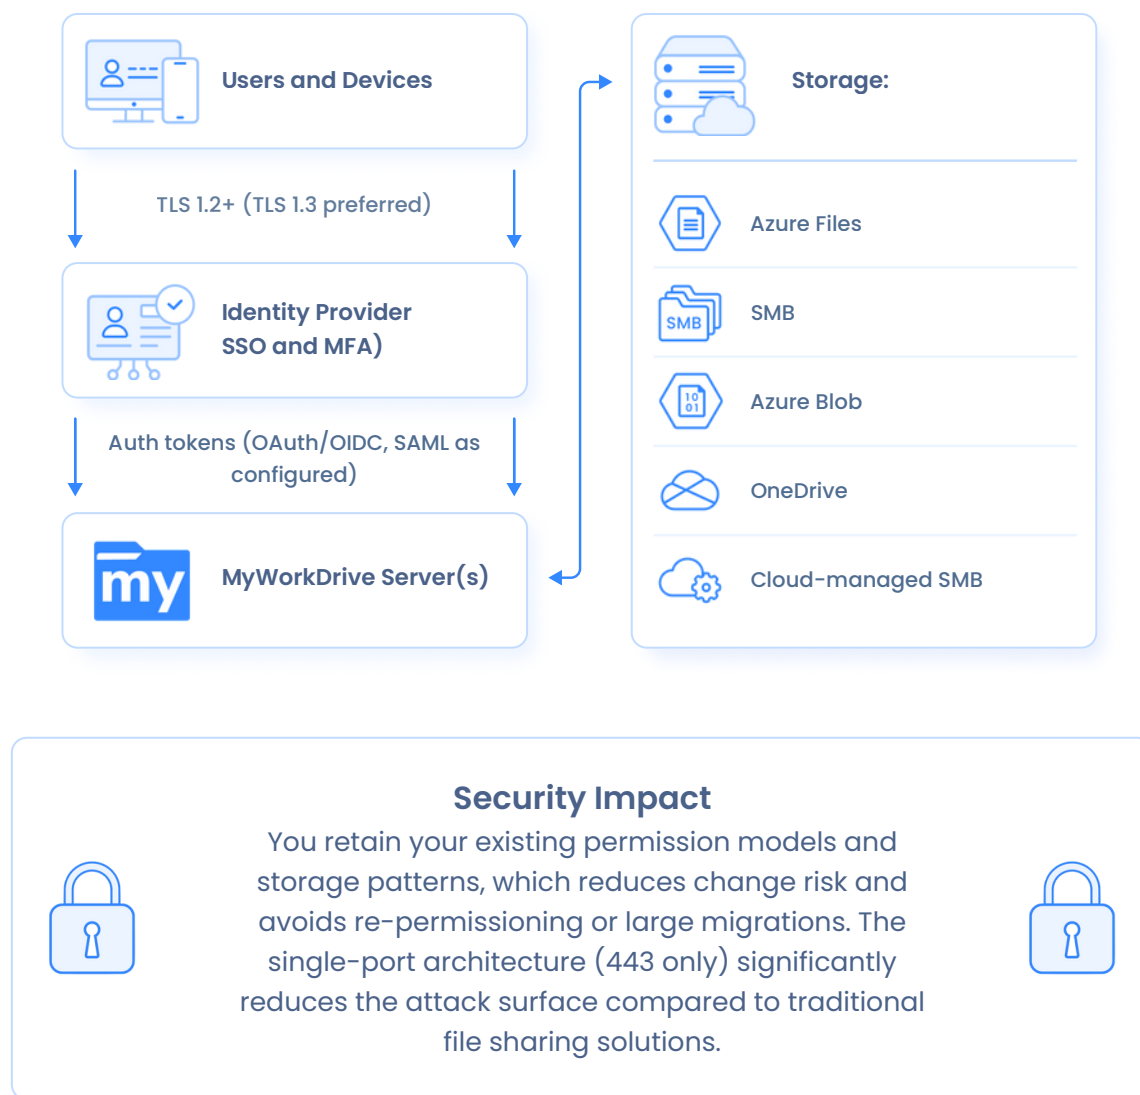 Users and Devices
TLS 1.2+ (TLS 1.3 preferred)
Identity Provider
SSO and MFA)
Auth tokens (OAuth/OIDC, SAML as
configured)
my
MyWorkDrive Server(s)
Storage:
Azure Files
SMB
SMB
10
01
Azure Blob
OneDrive
Cloud-managed SMB
Security Impact
You retain your existing permission models and
storage patterns, which reduces change risk and
avoids re-permissioning or large migrations. The
single-port architecture (443 only) significantly
reduces the attack surface compared to traditional
file sharing solutions.